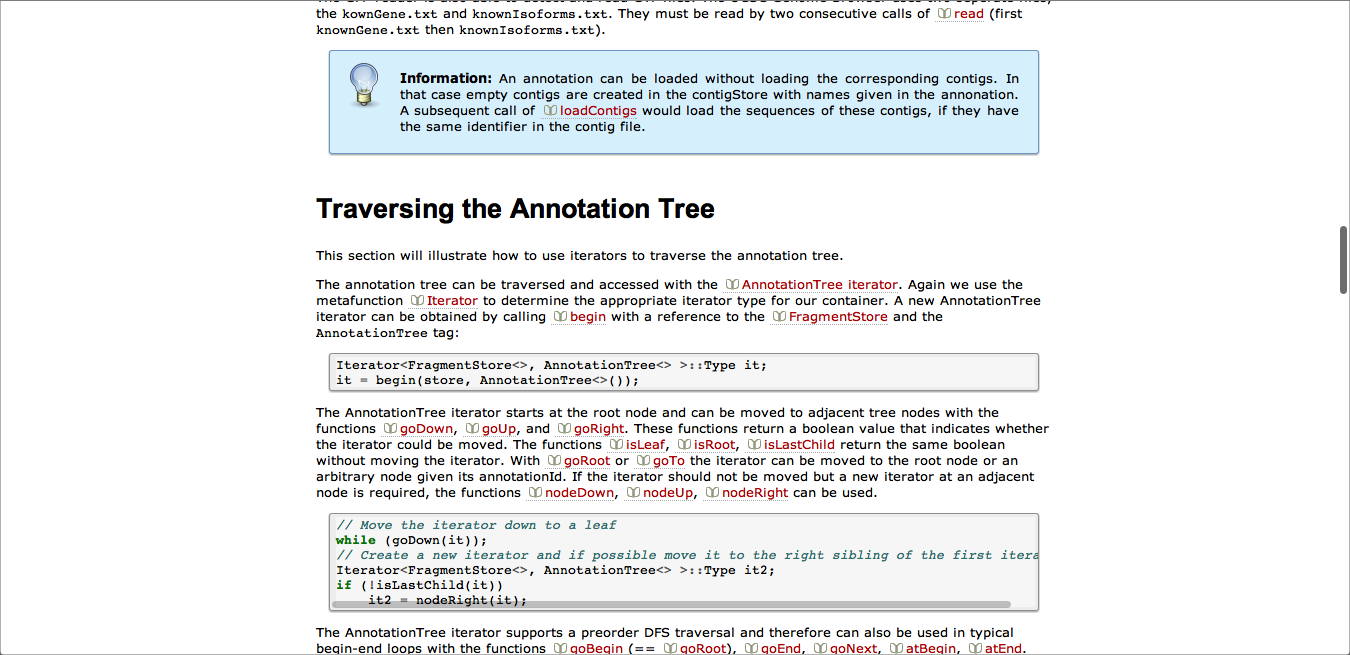 the kownGene.txt and knownIsoforms.txt. They must be read by two consecutive calls of read (first
knownGene.txt then knownIsoforms.txt).
Information: An annotation can be loaded without loading the corresponding contigs. In
that case empty contigs are created in the contigStore with names given in the annonation.
A subsequent call of loadContigs would load the sequences of these contigs, if they have
the same identifier in the contig file.
Traversing the Annotation Tree
This section will illustrate how to use iterators to traverse the annotation tree.
The annotation tree can be traversed and accessed with the AnnotationTree iterator. Again we use the
metafunction Iterator to determine the appropriate iterator type for our container. A new AnnotationTree
iterator can be obtained by calling begin with a reference to the FragmentStore and the
AnnotationTree tag:
Iterator<FragmentStore<>, AnnotationTree<> >::Type it;
it = begin(store, AnnotationTree<>());
The AnnotationTree iterator starts at the root node and can be moved to adjacent tree nodes with the
functions goDown, goUp, and goRight. These functions return a boolean value that indicates whether
the iterator could be moved. The functions isLeaf, isRoot, isLastChild return the same boolean
without moving the iterator. With goRoot or goTo the iterator can be moved to the root node or an
arbitrary node given its annotationId. If the iterator should not be moved but a new iterator at an adjacent
node is required, the functions nodeDown, nodeUp, nodeRight can be used.
// Move the iterator down to a leaf
while (goDown(it));
// Create a new iterator and if possible move it to the right sibling of the first itera
Iterator<FragmentStore<>, AnnotationTree<> >::Type it2;
if (!isLastChild(it))
it2 = nodeRight(it);
The AnnotationTree iterator supports a preorder DFS traversal and therefore can also be used in typical
begin-end loops with the functions goBegin (== goRoot), goEnd, goNext, atBegin, atEnd.